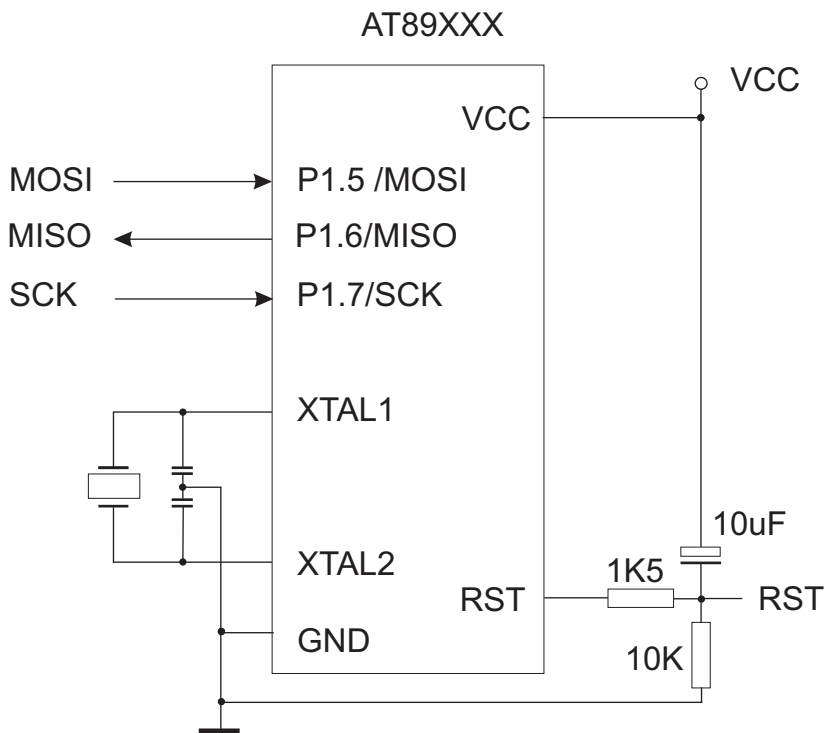 AT89XXX
VCC
VCC
MOSI
P1.5 /MOSI
MISO
P1.6/MISO
SCK
P1.7/SCK
XTAL1
10uF
XTAL2
1K5
RST
RST
GND
10K